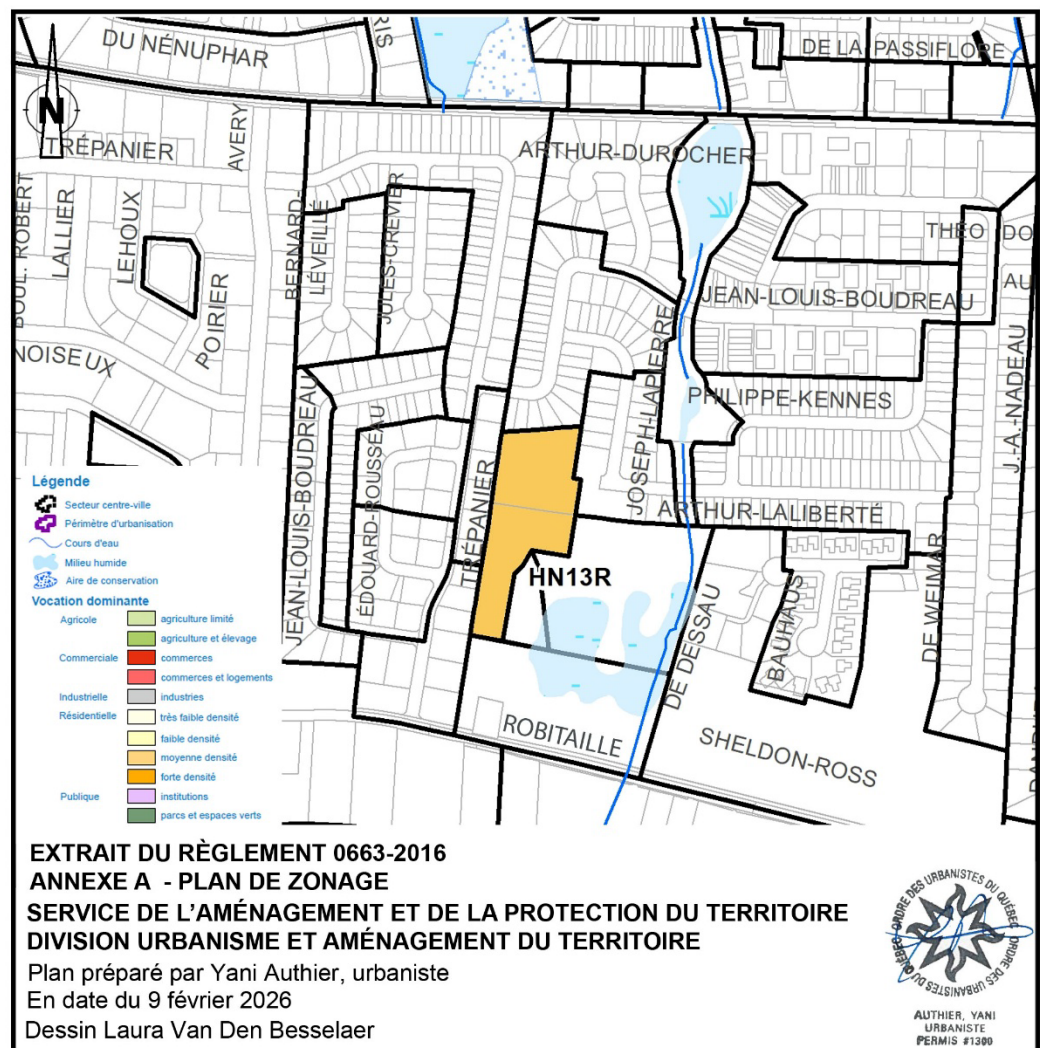 DU NÉNUPHAR
RIS
DE LA PASSIFLORE
N
TRÉPANIER
AVERY
ARTHUR-DUROCHER
BOUL. ROBERT
LALLIER
LEHOUX
POIRIER
BERNARD-
LÉVEILLÉ
JULES-CREVIER
THÉO
DO
AU
JEAN-LOUIS-BOUDREAU
NOISEUX
JOSEPH-LAPIERRE
PHILIPPE-KENNES
J.-A.-NADEAU
JEAN-LOUIS-BOUDREAU
ÉDOUARD-ROUSSEAU
TRÉPANIER
ARTHUR-LALIBERTÉ
HN13R
DE DESSAU
BAUHAUS
DE WEIMAR
ROBITAILLE
SHELDON-ROSS
Légende
Secteur centre-ville
Périmètre d'urbanisation
Cours d'eau
Milieu humide
Aire de conservation
Vocation dominante
Agricole agriculture limité
agriculture et élevage
Commerciale commerces
commerces et logements
Industrielle industries
Résidentielle très faible densité
faible densité
moyenne densité
forte densité
Publique institutions
parcs et espaces verts
EXTRAIT DU RÈGLEMENT 0663-2016
ANNEXE A - PLAN DE ZONAGE
SERVICE DE L'AMÉNAGEMENT ET DE LA PROTECTION DU TERRITOIRE
DIVISION URBANISME ET AMÉNAGEMENT DU TERRITOIRE
Plan préparé par Yani Authier, urbaniste
En date du 9 février 2026
Dessin Laura Van Den Besselaer
ORDRE DES URBANISTES DU QUÉBEC
ORDRE DES URBANISTES DU QUÉBEC
AUTHIER, YANI
URBANISTE
PERMIS #1300